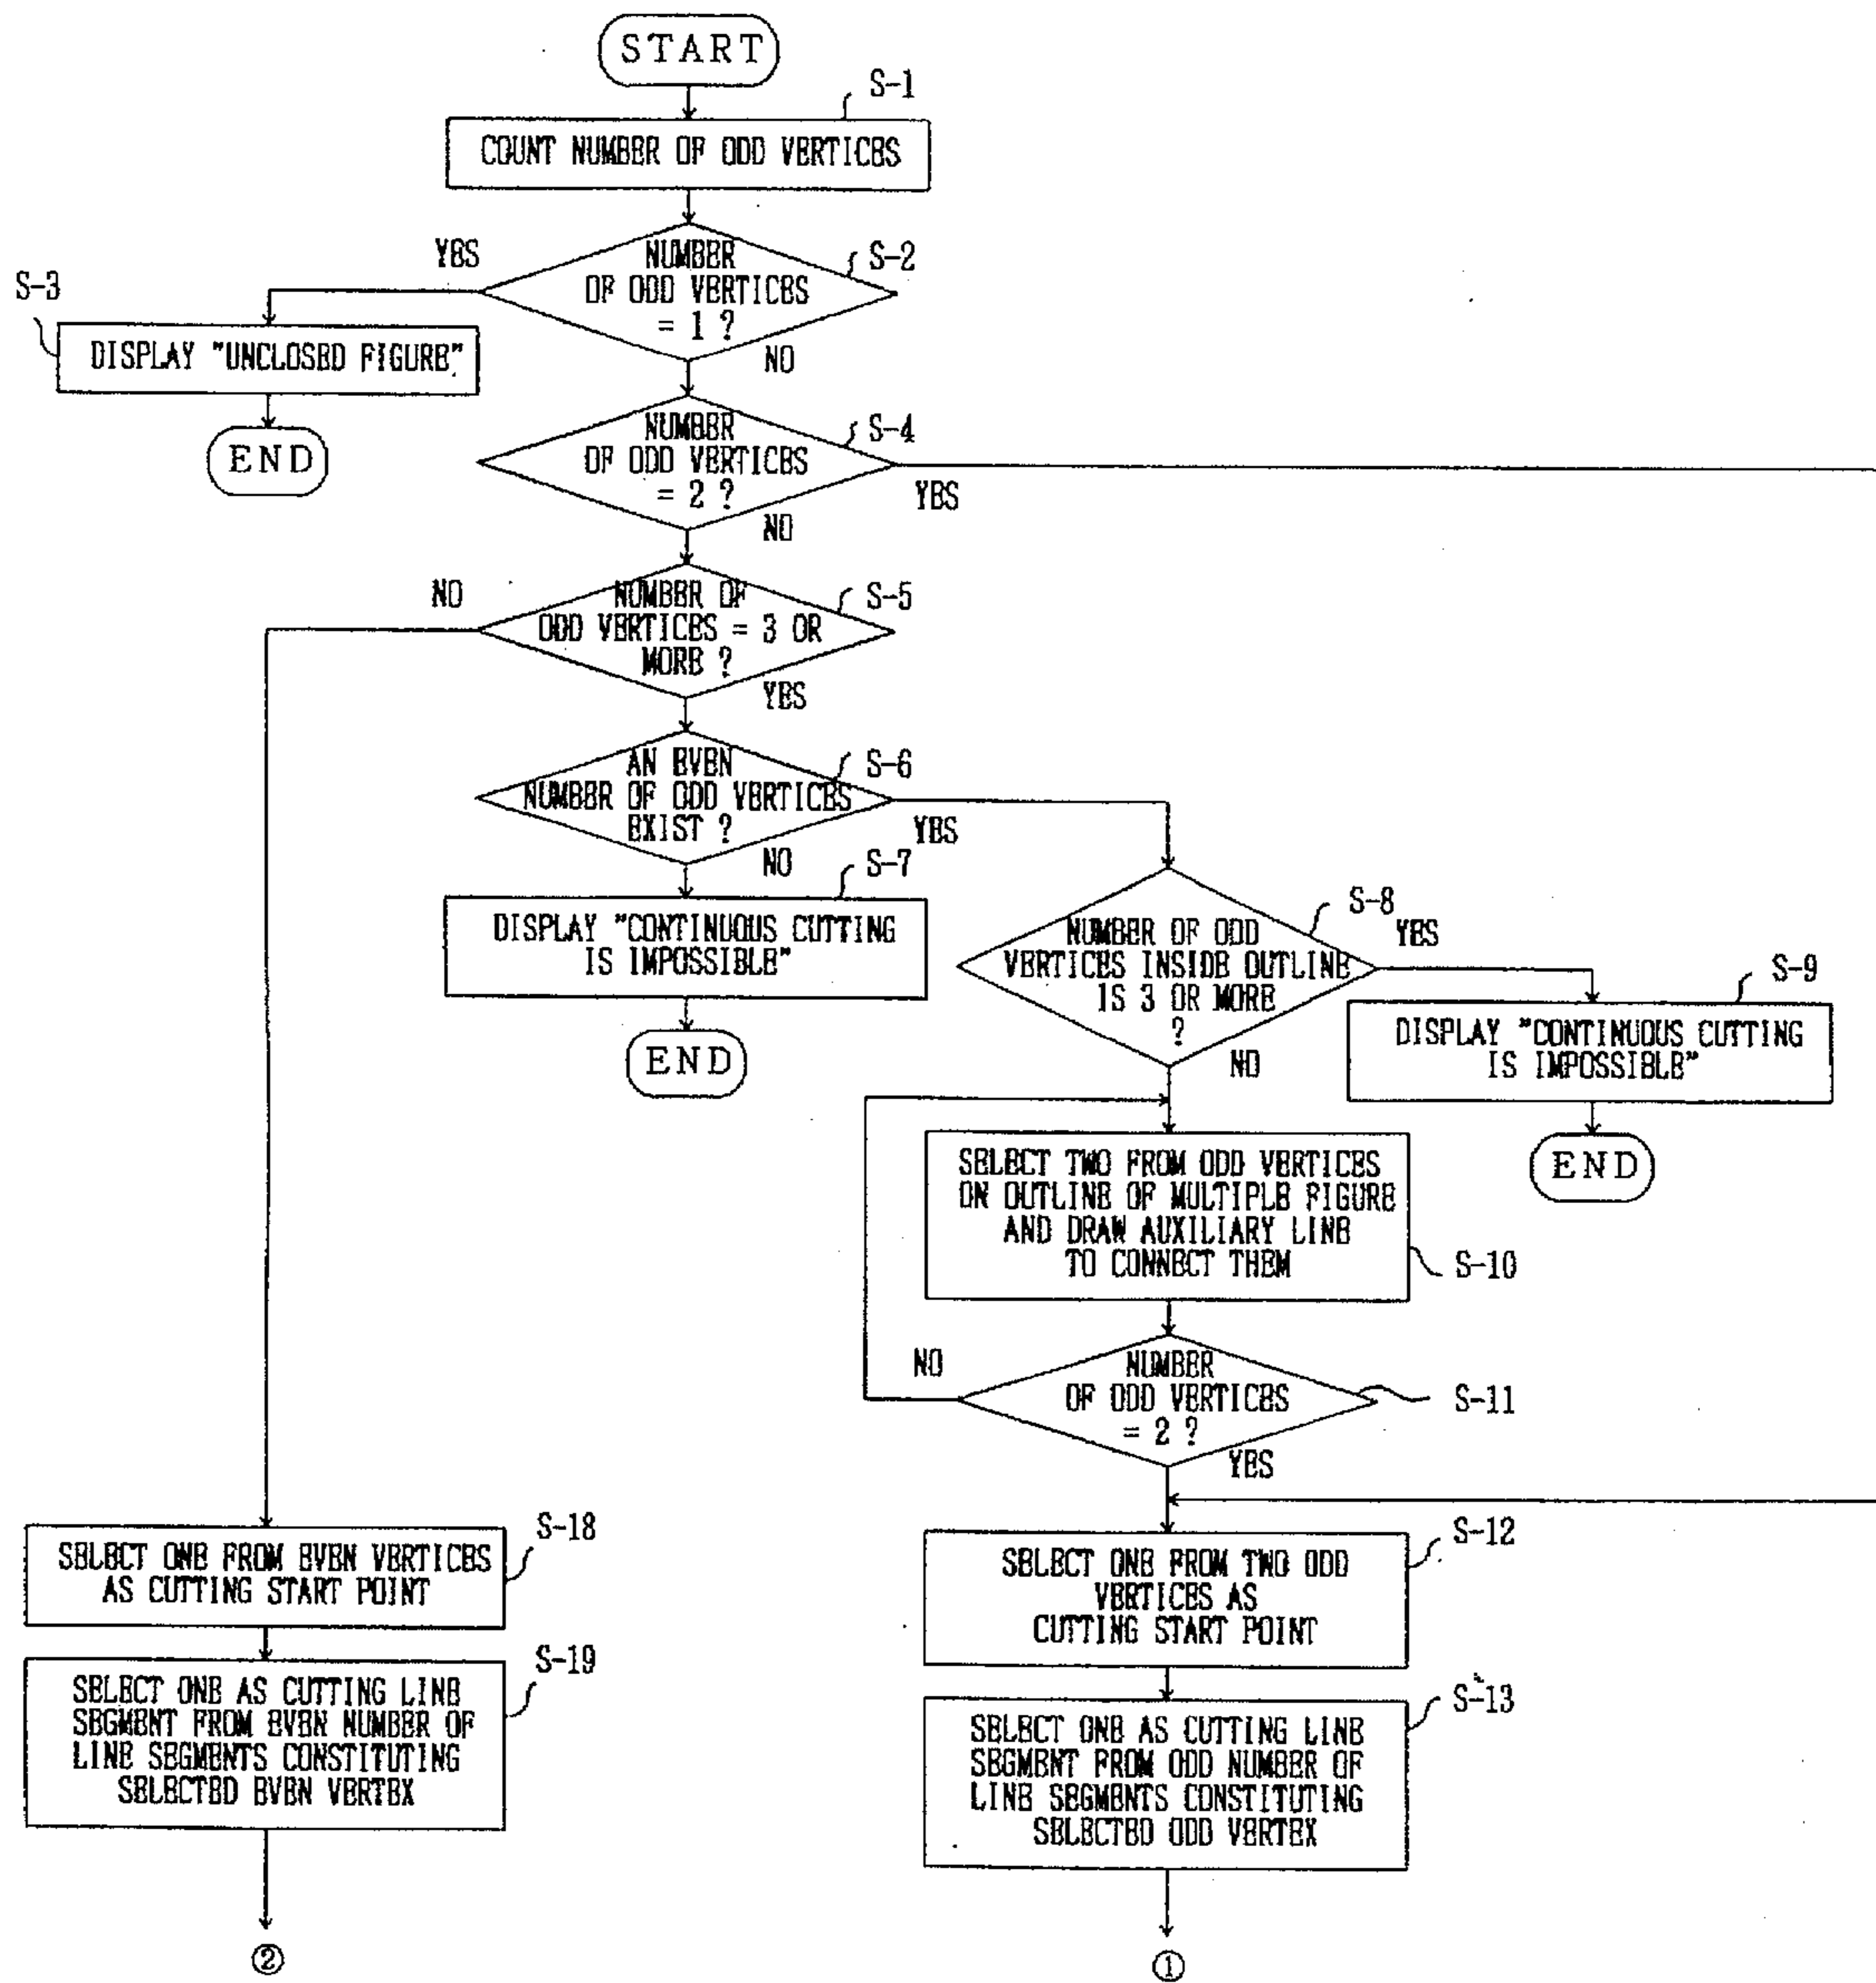 START
S-1
COUNT NUMBER OF ODD VERTICES
YES
NUMBER
OF ODD VERTICES
= 1 ?
S-2
NO
S-3
DISPLAY "UNCLOSED FIGURE"
END
NUMBER
OF ODD VERTICES
= 2 ?
S-4
YES
NO
NO
NUMBER OF
ODD VERTICES = 3 OR
MORE ?
S-5
YES
AN EVEN
NUMBER OF ODD VERTICES
EXIST ?
S-6
YES
NO
S-7
DISPLAY "CONTINUOUS CUTTING
IS IMPOSSIBLE"
END
NUMBER OF ODD
VERTICES INSIDE OUTLINE
IS 3 OR MORE
?
S-8
YES
NO
S-9
DISPLAY "CONTINUOUS CUTTING
IS IMPOSSIBLE"
END
SELECT TWO FROM ODD VERTICES
ON OUTLINE OF MULTIPLE FIGURE
AND DRAW AUXILIARY LINE
TO CONNECT THEM
S-10
NO
NUMBER
OF ODD VERTICES
= 2 ?
S-11
YES
S-18
SELECT ONE FROM EVEN VERTICES
AS CUTTING START POINT
S-19
SELECT ONE AS CUTTING LINE
SEGMENT FROM EVEN NUMBER OF
LINE SEGMENTS CONSTITUTING
SELECTED EVEN VERTEX
②
S-12
SELECT ONE FROM TWO ODD
VERTICES AS
CUTTING START POINT
S-13
SELECT ONE AS CUTTING LINE
SEGMENT FROM ODD NUMBER OF
LINE SEGMENTS CONSTITUTING
SELECTED ODD VERTEX
①